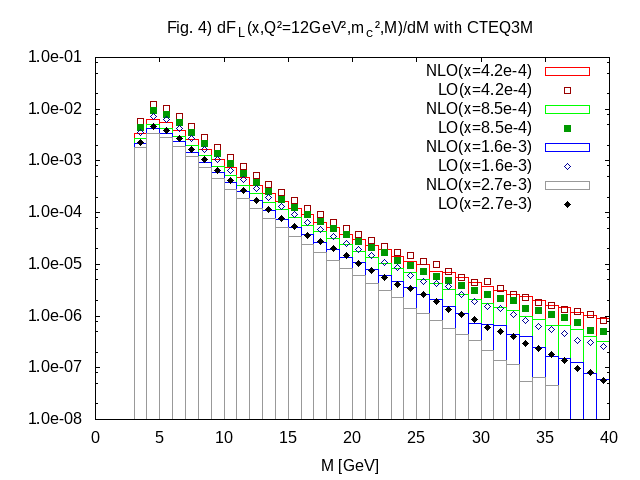 Fig. 4) dF_L(x,Q²=12GeV²,m_c²,M)/dM with CTEQ3M
1.0e-01
1.0e-02
1.0e-03
1.0e-04
1.0e-05
1.0e-06
1.0e-07
1.0e-08
NLO(x=4.2e-4)
LO(x=4.2e-4)
NLO(x=8.5e-4)
LO(x=8.5e-4)
NLO(x=1.6e-3)
LO(x=1.6e-3)
NLO(x=2.7e-3)
LO(x=2.7e-3)
0 5 10 15 20 25 30 35 40
M [GeV]